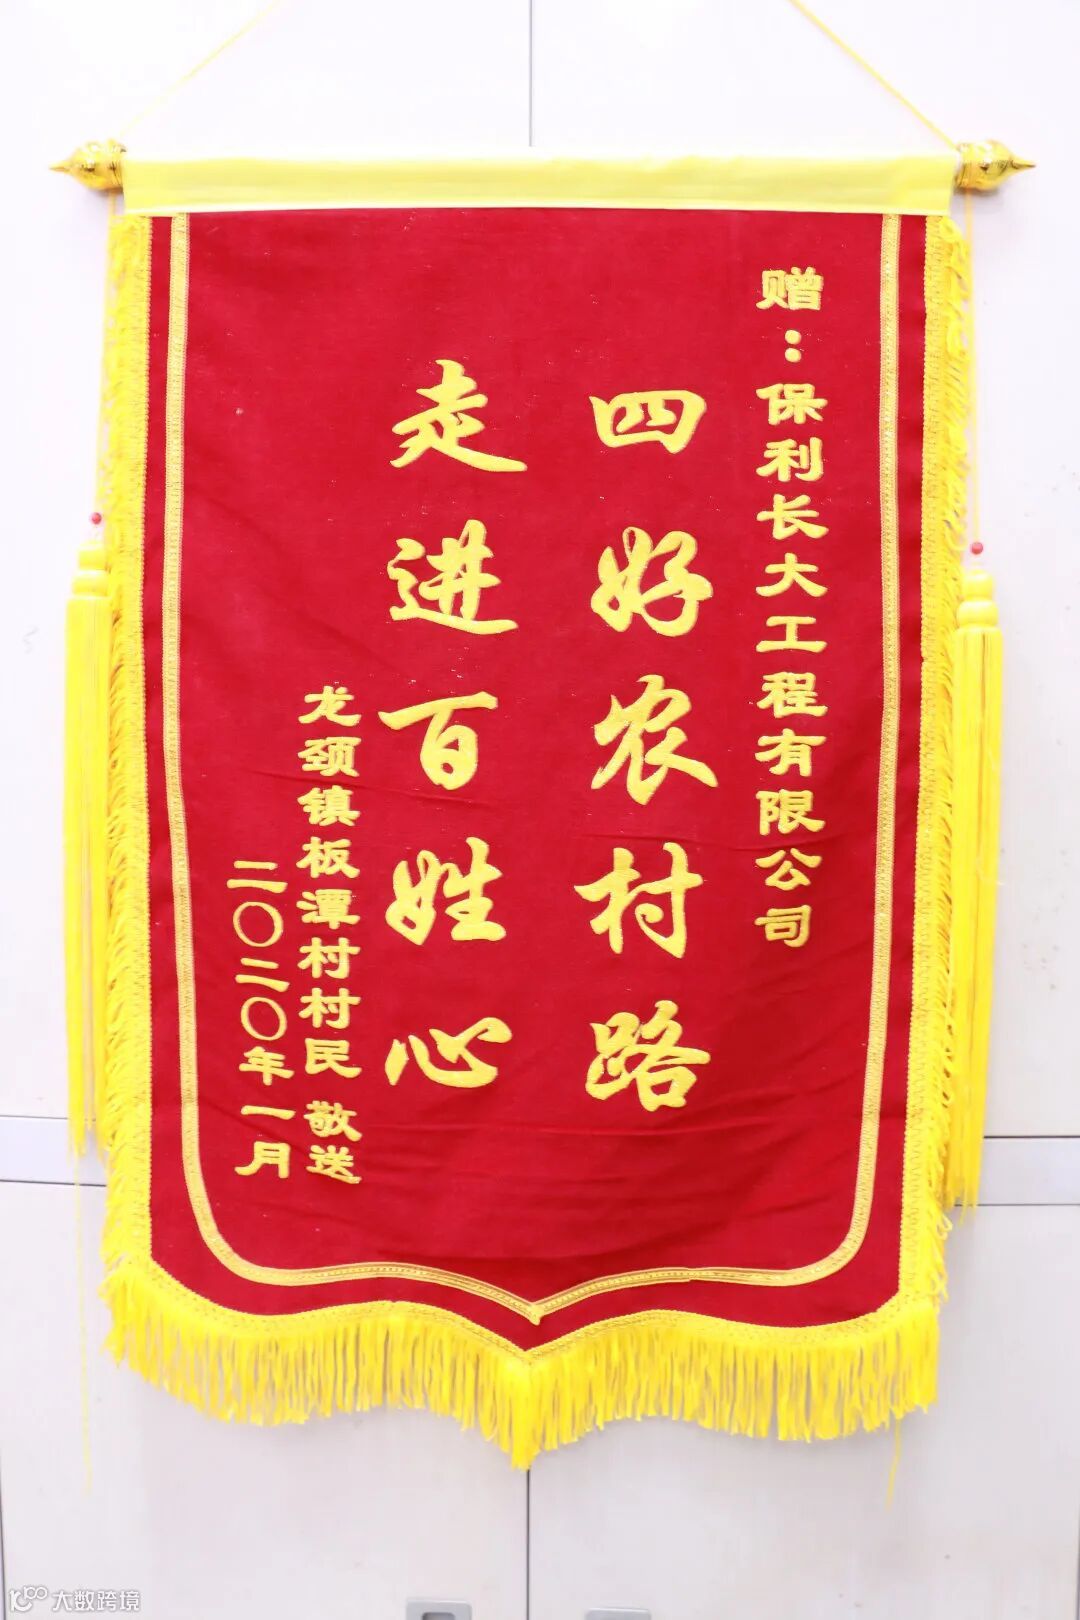 赠：保利长大工程有限公司
四好农村路
走进百姓心
龙颈镇板潭村村民 敬送
二〇二〇年一月
大数跨境